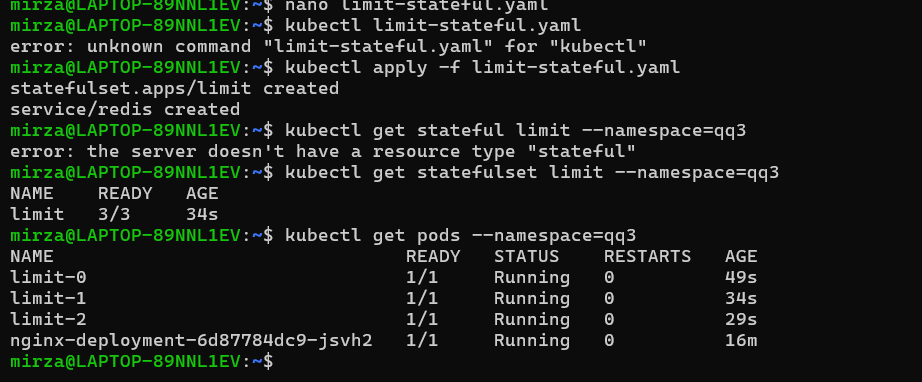 mirza@LAPTOP-89NNL1EV:~$ nano limit-stateful.yaml
mirza@LAPTOP-89NNL1EV:~$ kubectl limit-stateful.yaml
error: unknown command "limit-stateful.yaml" for "kubectl"
mirza@LAPTOP-89NNL1EV:~$ kubectl apply -f limit-stateful.yaml
statefulset.apps/limit created
service/redis created
mirza@LAPTOP-89NNL1EV:~$ kubectl get stateful limit --namespace=qq3
error: the server doesn't have a resource type "stateful"
mirza@LAPTOP-89NNL1EV:~$ kubectl get statefulset limit --namespace=qq3
NAME    READY   AGE
limit   3/3     34s
mirza@LAPTOP-89NNL1EV:~$ kubectl get pods --namespace=qq3
NAME                                READY   STATUS    RESTARTS   AGE
limit-0                             1/1     Running   0          49s
limit-1                             1/1     Running   0          34s
limit-2                             1/1     Running   0          29s
nginx-deployment-6d87784dc9-jsvh2   1/1     Running   0          16m
mirza@LAPTOP-89NNL1EV:~$